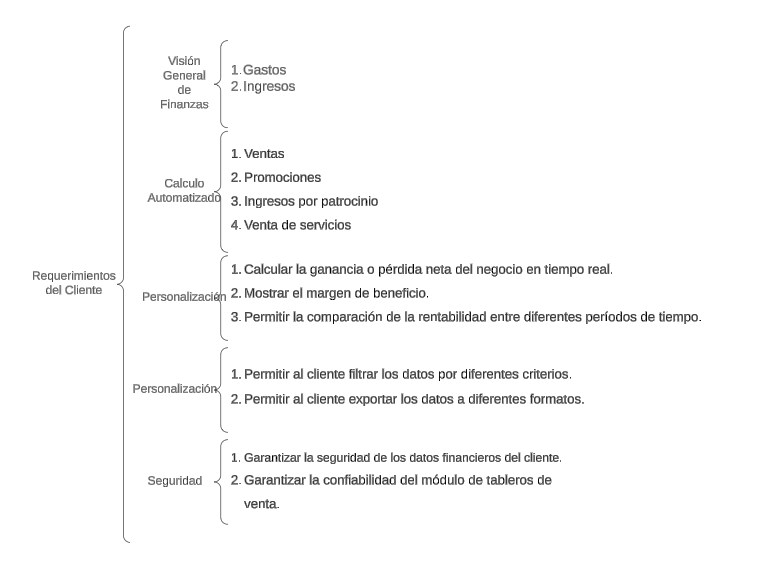 Requerimientos
del Cliente
Visión
General
de
Finanzas
1. Gastos
2. Ingresos
Calculo
Automatizado
1. Ventas
2. Promociones
3. Ingresos por patrocinio
4. Venta de servicios
Personalización
1. Calcular la ganancia o pérdida neta del negocio en tiempo real.
2. Mostrar el margen de beneficio.
3. Permitir la comparación de la rentabilidad entre diferentes períodos de tiempo.
Personalización
1. Permitir al cliente filtrar los datos por diferentes criterios.
2. Permitir al cliente exportar los datos a diferentes formatos.
Seguridad
1. Garantizar la seguridad de los datos financieros del cliente.
2. Garantizar la confiabilidad del módulo de tableros de
venta.